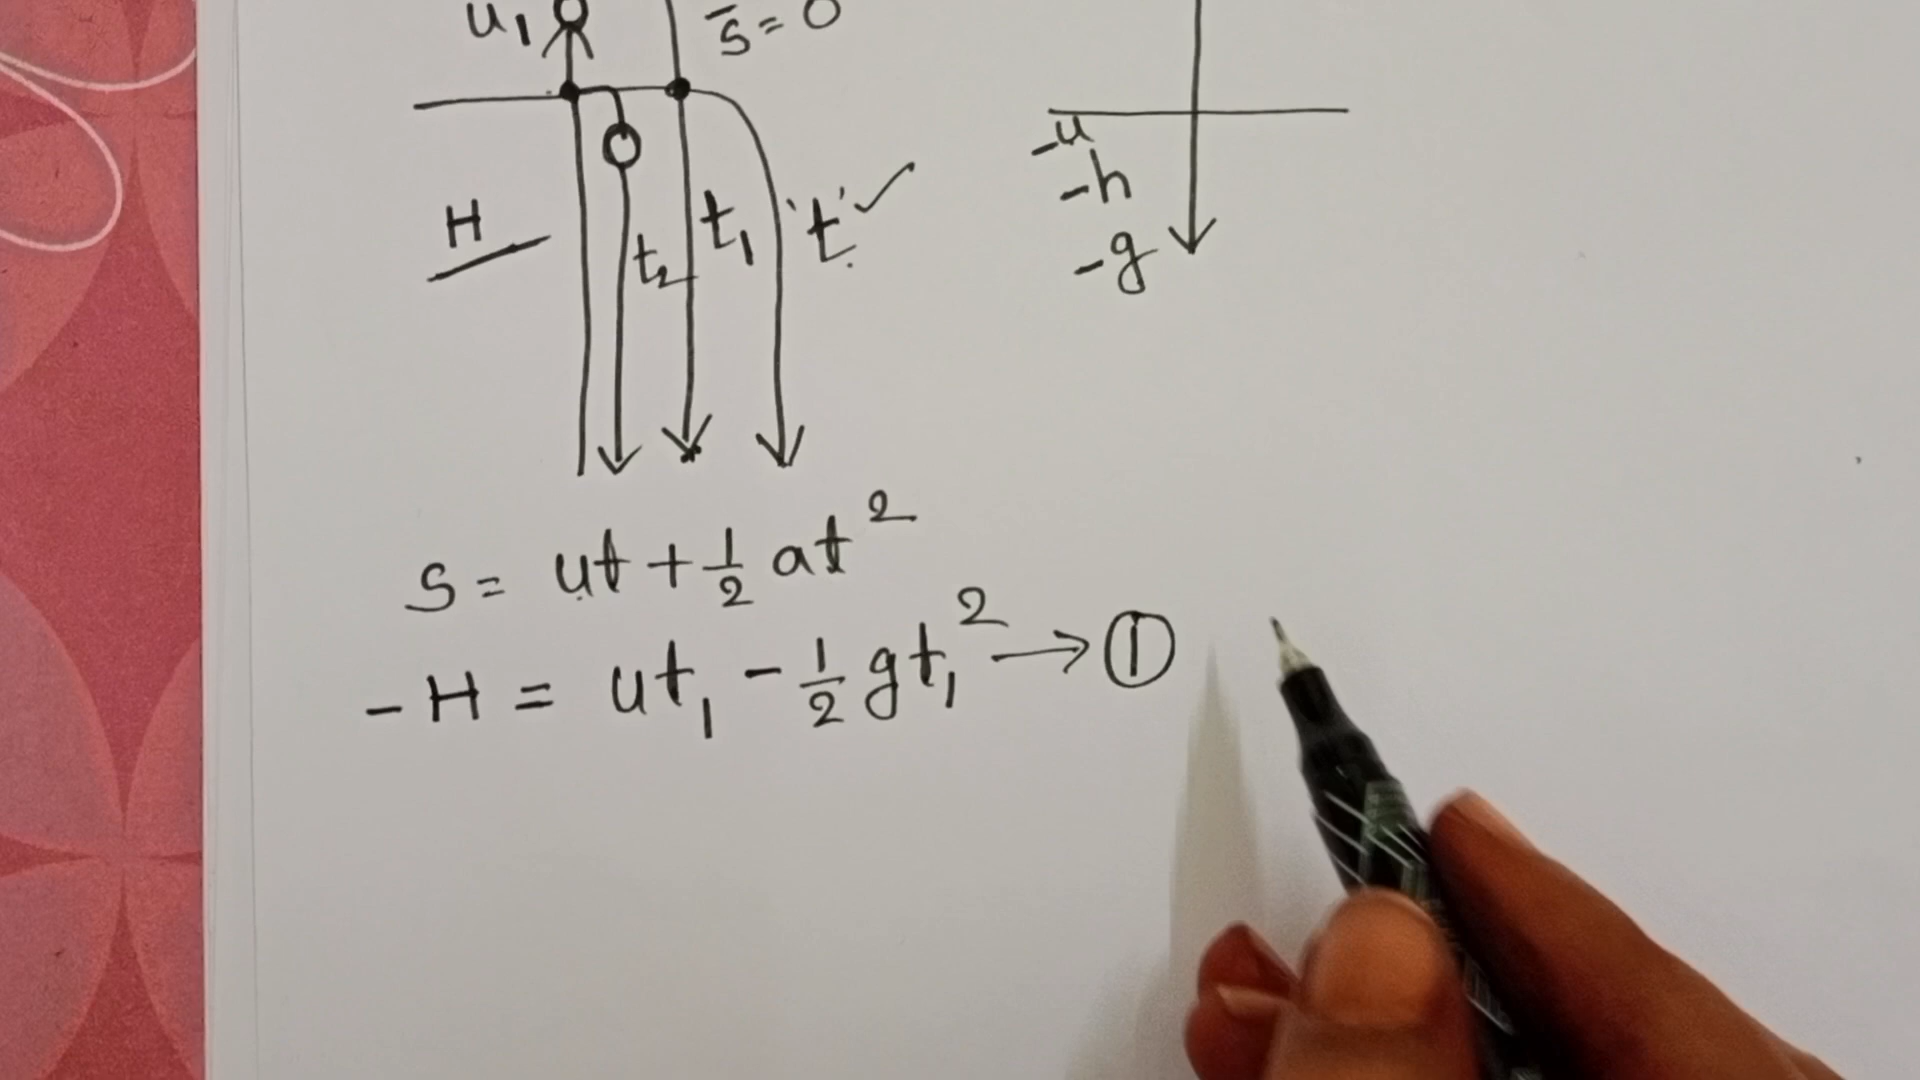 u₁
s̅ = 0
-u
-h
-g
H
t₂
t₁
't'
S = ut + 1/2 at²
- H = ut₁ - 1/2 gt₁² → ①